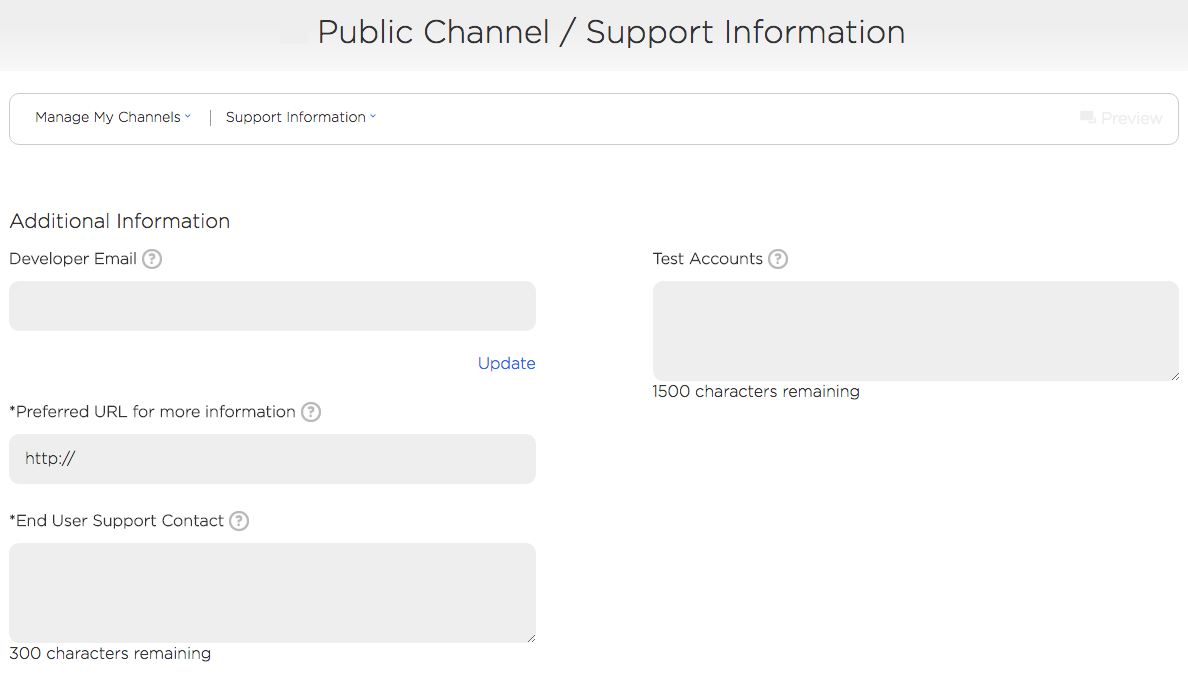 Public Channel / Support Information
Manage My Channels | Support Information
Preview
Additional Information
Developer Email ?
Update
*Preferred URL for more information ?
http://
*End User Support Contact ?
300 characters remaining
Test Accounts ?
1500 characters remaining